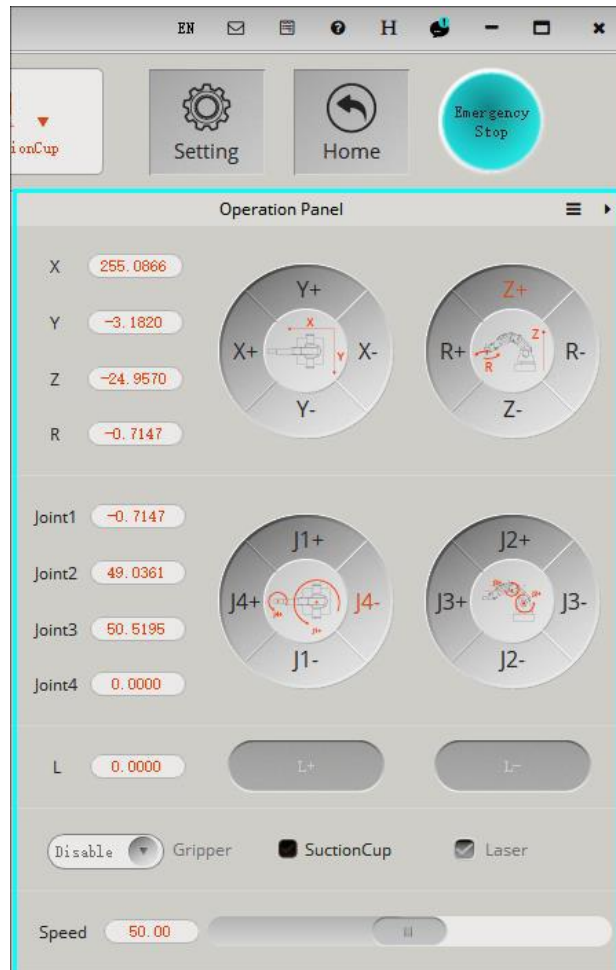 EN
H
ionCup
Setting
Home
Emergency
Stop
Operation Panel
X 255.0866
Y -3.1820
Z -24.9570
R -0.7147
Y+
X+
X-
Y-
X
Y
Z+
R+
R-
Z-
Z
R
Joint1 -0.7147
Joint2 49.0361
Joint3 50.5195
Joint4 0.0000
J1+
J4+
J4-
J1-
J2+
J3+
J3-
J2-
L 0.0000
L+
L-
Disable
Gripper
SuctionCup
Laser
Speed 50.00